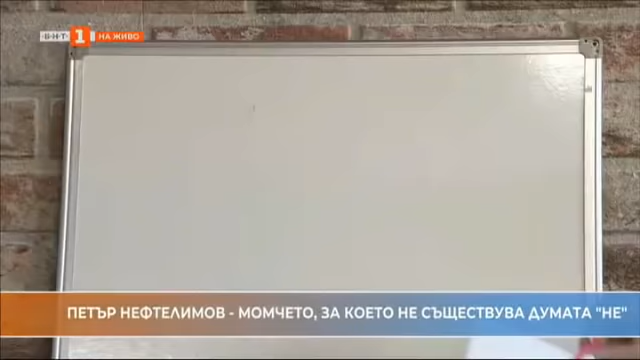 БНТ 1 НА ЖИВО
ПЕТЪР НЕФТЕЛИМОВ - МОМЧЕТО, ЗА КОЕТО НЕ СЪЩЕСТВУВА ДУМАТА "НЕ"